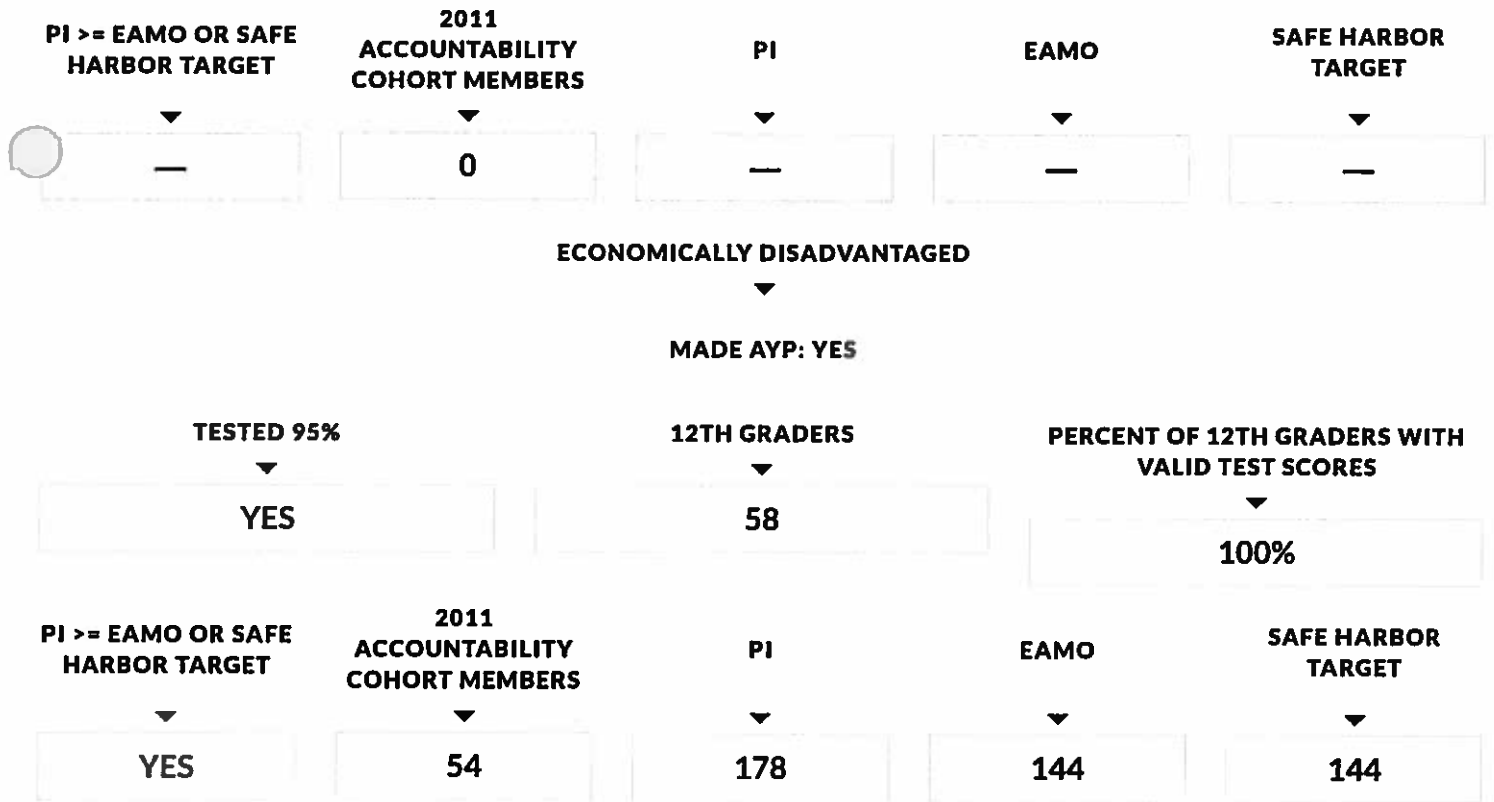 PI >= EAMO OR SAFE
HARBOR TARGET
2011
ACCOUNTABILITY
COHORT MEMBERS
PI
EAMO
SAFE HARBOR
TARGET
—
0
—
—
—
ECONOMICALLY DISADVANTAGED
MADE AYP: YES
TESTED 95%
12TH GRADERS
PERCENT OF 12TH GRADERS WITH
VALID TEST SCORES
YES
58
100%
PI >= EAMO OR SAFE
HARBOR TARGET
2011
ACCOUNTABILITY
COHORT MEMBERS
PI
EAMO
SAFE HARBOR
TARGET
YES
54
178
144
144